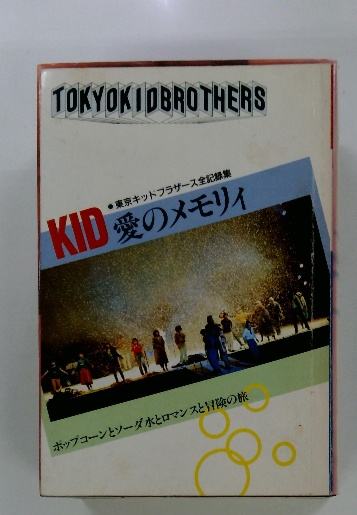 TOKYOKIDBROTHERS
●東京キッドブラザース全記録集
KID 愛のメモリィ
ポップコーンとソーダ水とロマンスと冒険の旅